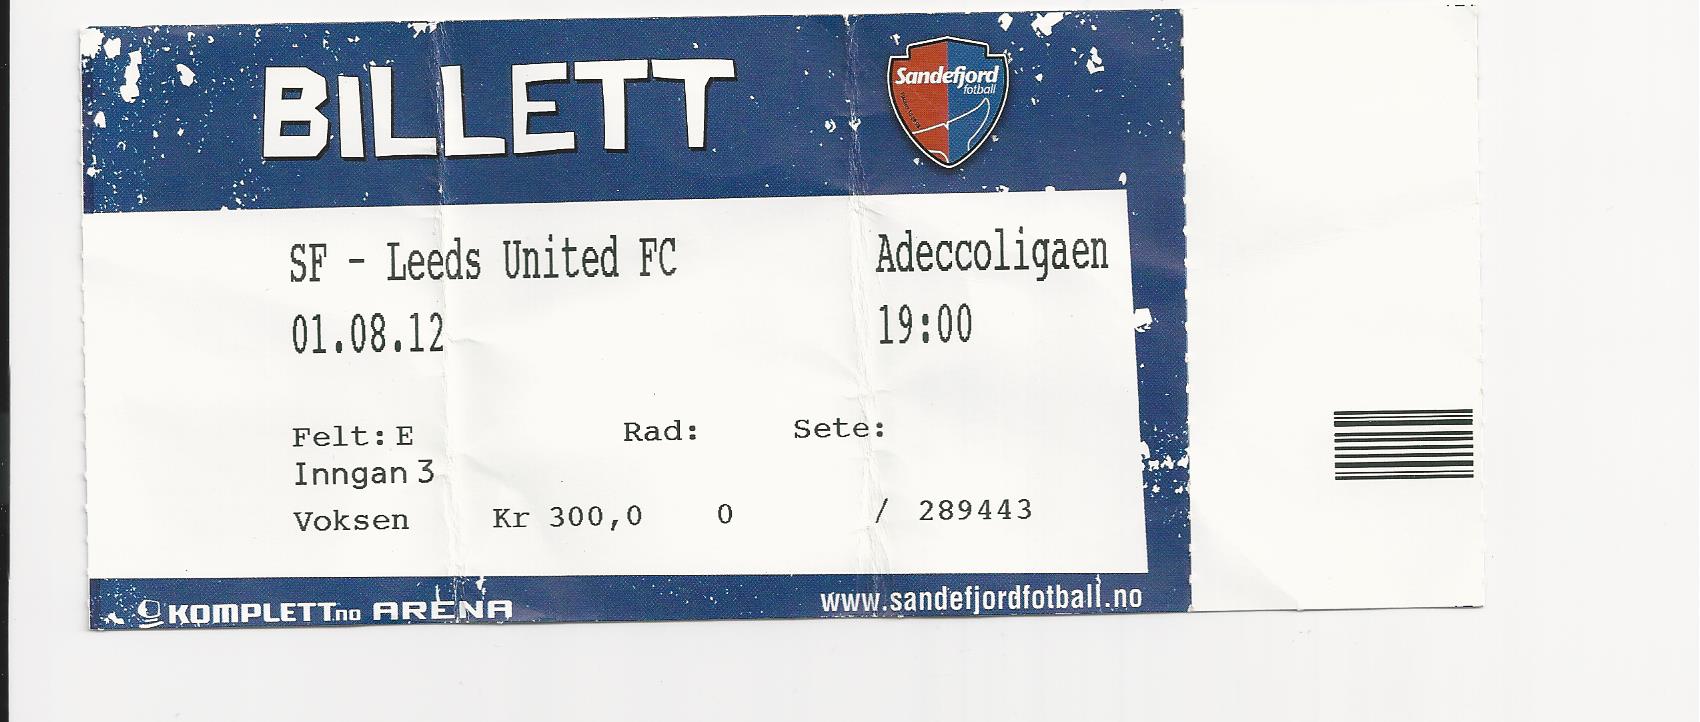 BILLETT
Sandefjord
fotball
SF - Leeds United FC Adeccoligaen
01.08.12 19:00
Felt: E Rad: Sete:
Inngan 3
Voksen Kr 300,0 0 / 289443
KOMPLETT.no ARENA www.sandefjordfotball.no